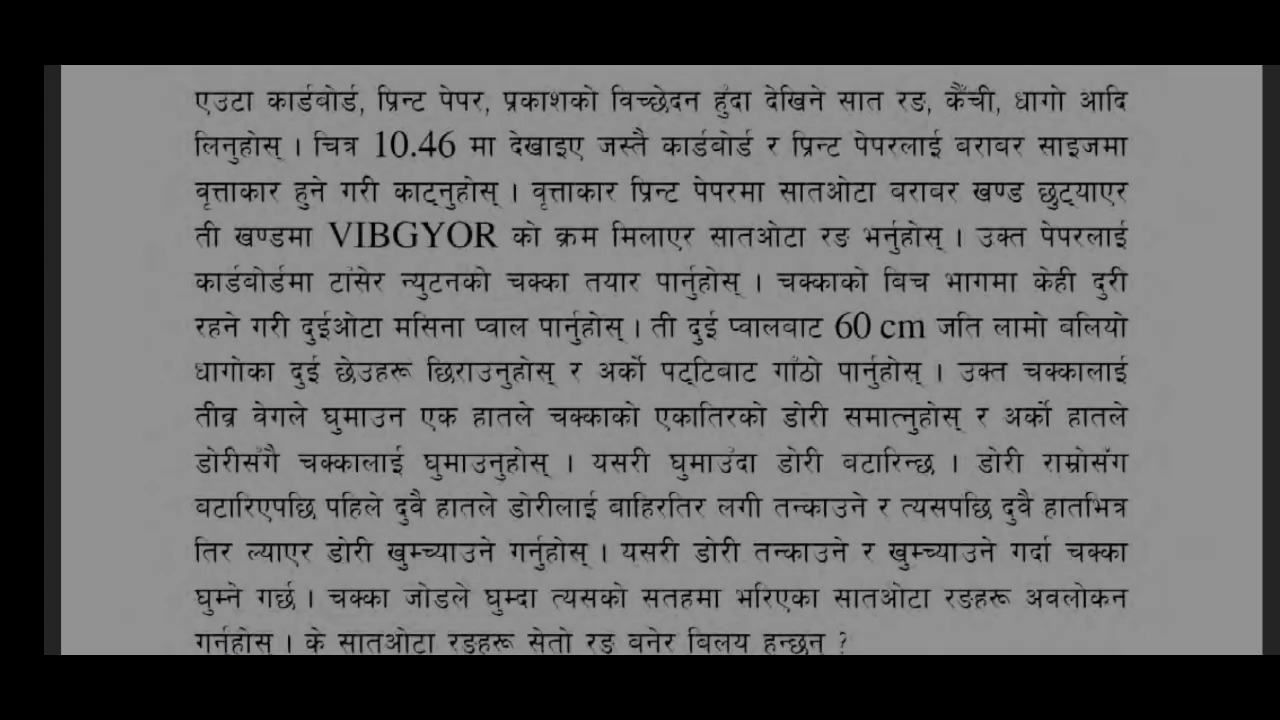 एउटा कार्डबोर्ड, प्रिन्ट पेपर, प्रकाशको विच्छेदन हुँदा देखिने सात रङ, कैँची, धागो आदि
लिनुहोस् । चित्र 10.46 मा देखाइए जस्तै कार्डबोर्ड र प्रिन्ट पेपरलाई बराबर साइजमा
वृत्ताकार हुने गरी काट्नुहोस् । वृत्ताकार प्रिन्ट पेपरमा सातओटा बराबर खण्ड छुट्याएर
ती खण्डमा VIBGYOR को क्रम मिलाएर सातओटा रङ भर्नुहोस् । उक्त पेपरलाई
कार्डबोर्डमा टाँसेर न्युटनको चक्का तयार पार्नुहोस् । चक्काको बिच भागमा केही दुरी
रहने गरी दुईओटा मसिना प्वाल पार्नुहोस् । ती दुई प्वालबाट 60 cm जति लामो बलियो
धागोका दुई छेउहरू छिराउनुहोस् र अर्को पट्टिबाट गाँठो पार्नुहोस् । उक्त चक्कालाई
तीव्र वेगले घुमाउन एक हातले चक्काको एकातिरको डोरी समात्नुहोस् र अर्को हातले
डोरीसँगै चक्कालाई घुमाउनुहोस् । यसरी घुमाउँदा डोरी बटारिन्छ । डोरी राम्रोसँग
बटारिएपछि पहिले दुवै हातले डोरीलाई बाहिरतिर लगी तन्काउने र त्यसपछि दुवै हातभित्र
तिर ल्याएर डोरी खुम्च्याउने गर्नुहोस् । यसरी डोरी तन्काउने र खुम्च्याउने गर्दा चक्का
घुम्ने गर्छ । चक्का जोडले घुम्दा त्यसको सतहमा भरिएका सातओटा रङहरू अवलोकन
गर्नुहोस् । के सातओटा रङहरू सेतो रङ बनेर बिलय हुन्छन् ?